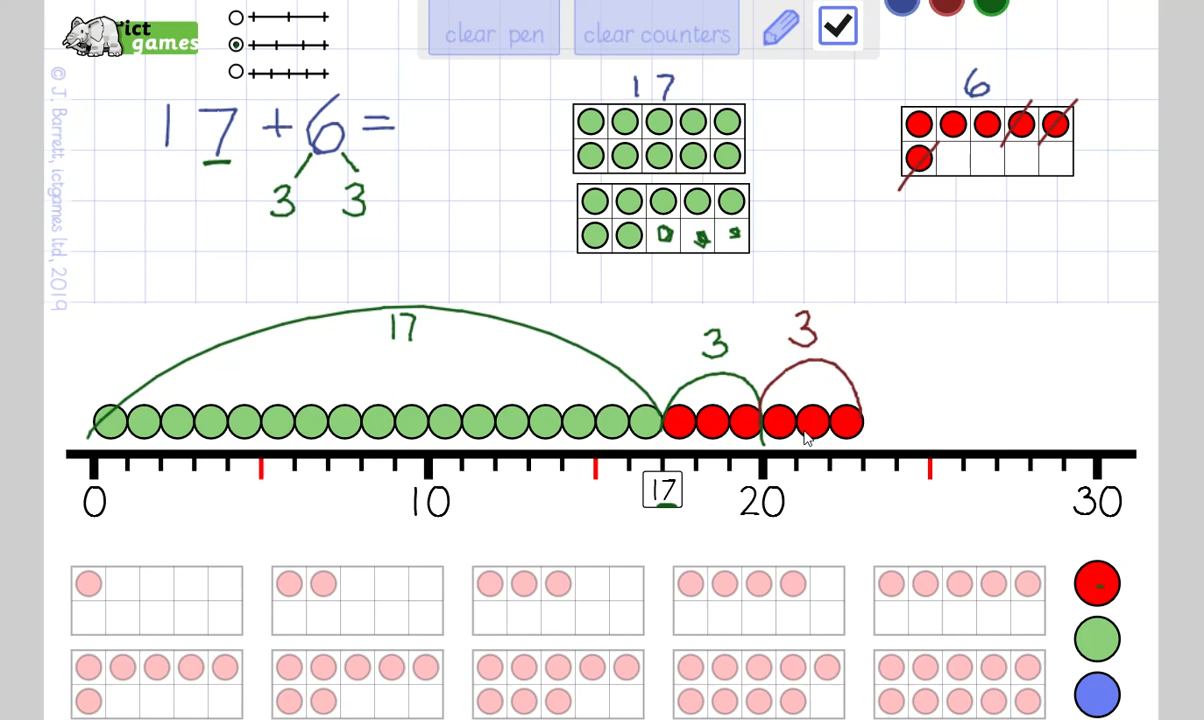 ict
games
clear pen
clear counters
© J. Barrett, ictgames ltd, 2019
17 + 6 =
3 3
17
6
17
3
3
0 10 17 20 30